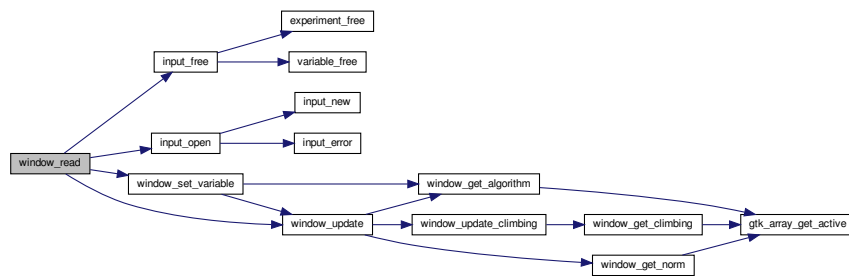 experiment_free
input_free
variable_free
input_new
input_open
input_error
window_read
window_set_variable
window_get_algorithm
window_update
window_update_climbing
window_get_climbing
gtk_array_get_active
window_get_norm